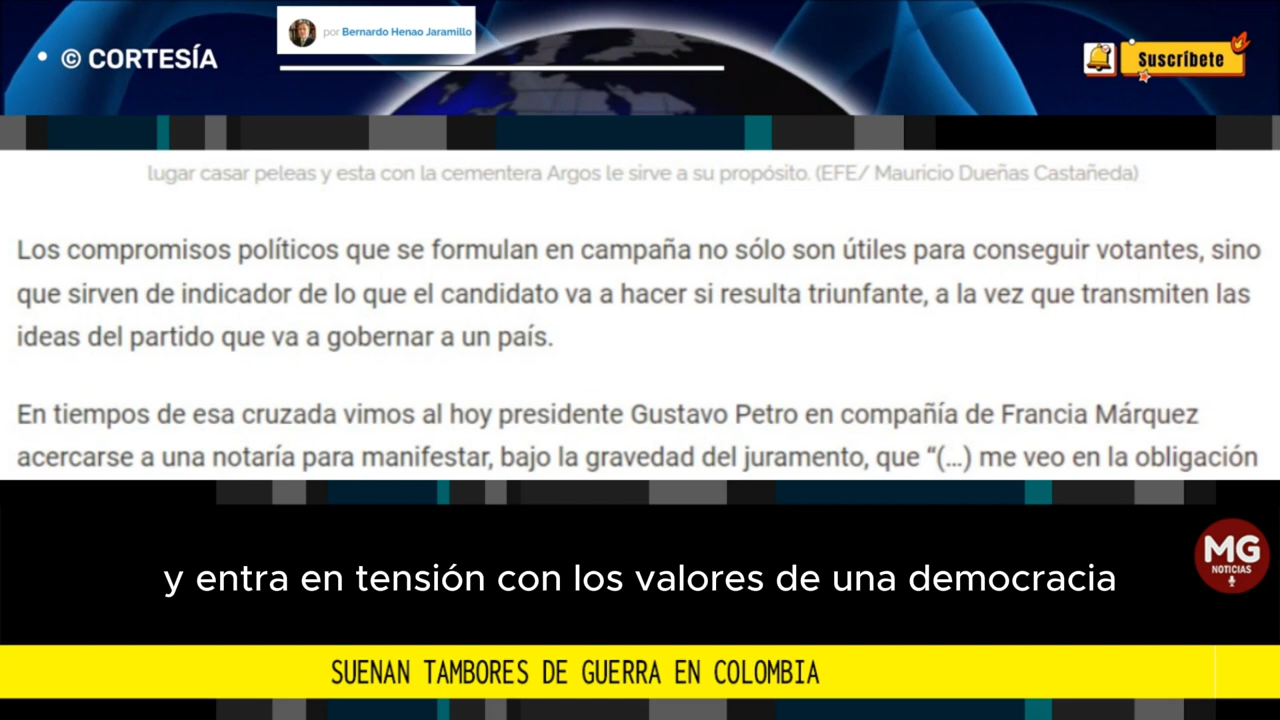 © CORTESÍA
por Bernardo Henao Jaramillo
Suscríbete
lugar casar peleas y esta con la cementera Argos le sirve a su propósito. (EFE/ Mauricio Dueñas Castañeda)
Los compromisos políticos que se formulan en campaña no sólo son útiles para conseguir votantes, sino
que sirven de indicador de lo que el candidato va a hacer si resulta triunfante, a la vez que transmiten las
ideas del partido que va a gobernar a un país.
En tiempos de esa cruzada vimos al hoy presidente Gustavo Petro en compañía de Francia Márquez
acercarse a una notaría para manifestar, bajo la gravedad del juramento, que “(...) me veo en la obligación
y entra en tensión con los valores de una democracia
MG
NOTICIAS
SUENAN TAMBORES DE GUERRA EN COLOMBIA